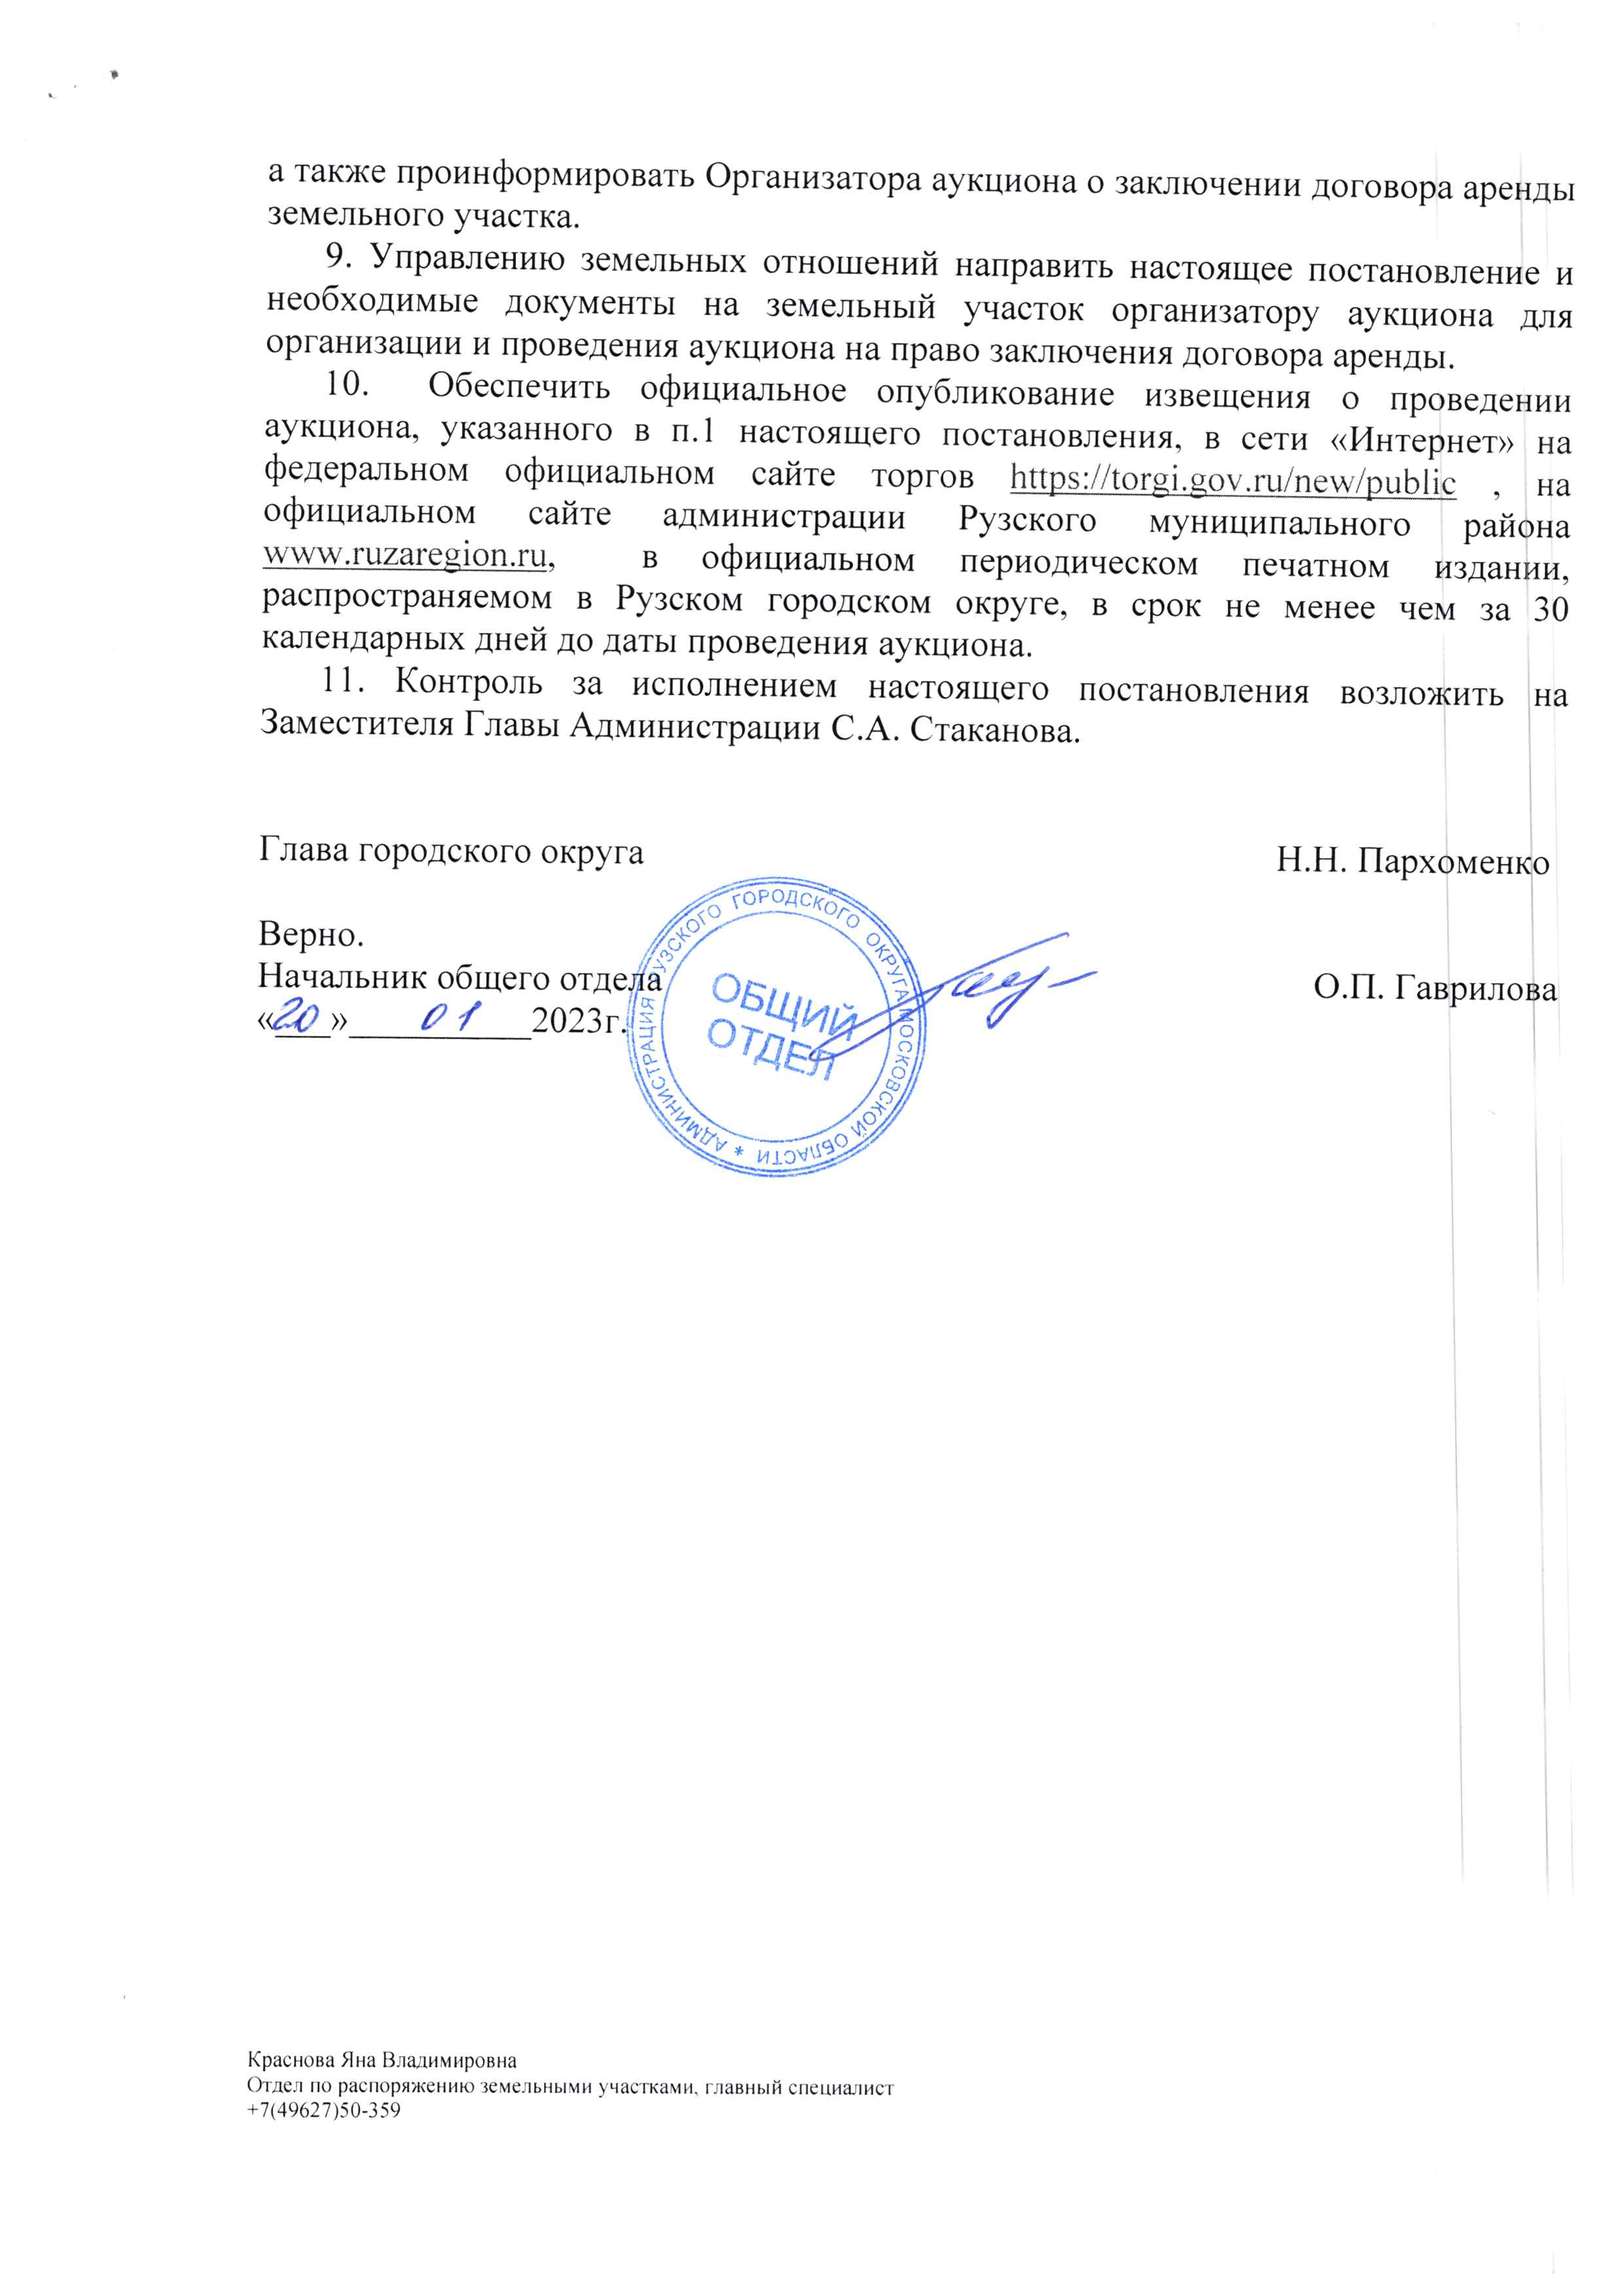 а также проинформировать Организатора аукциона о заключении договора аренды
земельного участка.
9. Управлению земельных отношений направить настоящее постановление и
необходимые документы на земельный участок организатору аукциона для
организации и проведения аукциона на право заключения договора аренды.
10. Обеспечить официальное опубликование извещения о проведении
аукциона, указанного в п.1 настоящего постановления, в сети «Интернет» на
федеральном официальном сайте торгов https://torgi.gov.ru/new/public , на
официальном сайте администрации Рузского муниципального района
www.ruzaregion.ru, в официальном периодическом печатном издании,
распространяемом в Рузском городском округе, в срок не менее чем за 30
календарных дней до даты проведения аукциона.
11. Контроль за исполнением настоящего постановления возложить на
Заместителя Главы Администрации С.А. Стаканова.
Глава городского округа Н.Н. Пархоменко
Верно.
Начальник общего отдела О.П. Гаврилова
«20» 01 2023г.
АДМИНИСТРАЦИЯ РУЗСКОГО ГОРОДСКОГО ОКРУГА МОСКОВСКОЙ ОБЛАСТИ *
ОБЩИЙ
ОТДЕЛ
Краснова Яна Владимировна
Отдел по распоряжению земельными участками, главный специалист
+7(49627)50-359